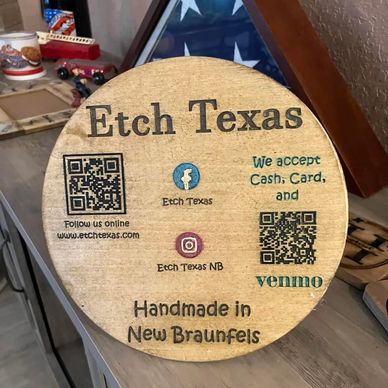 Etch Texas
Follow us online
www.etchtexas.com
Etch Texas
Etch Texas NB
We accept
Cash, Card,
and
venmo
Handmade in
New Braunfels